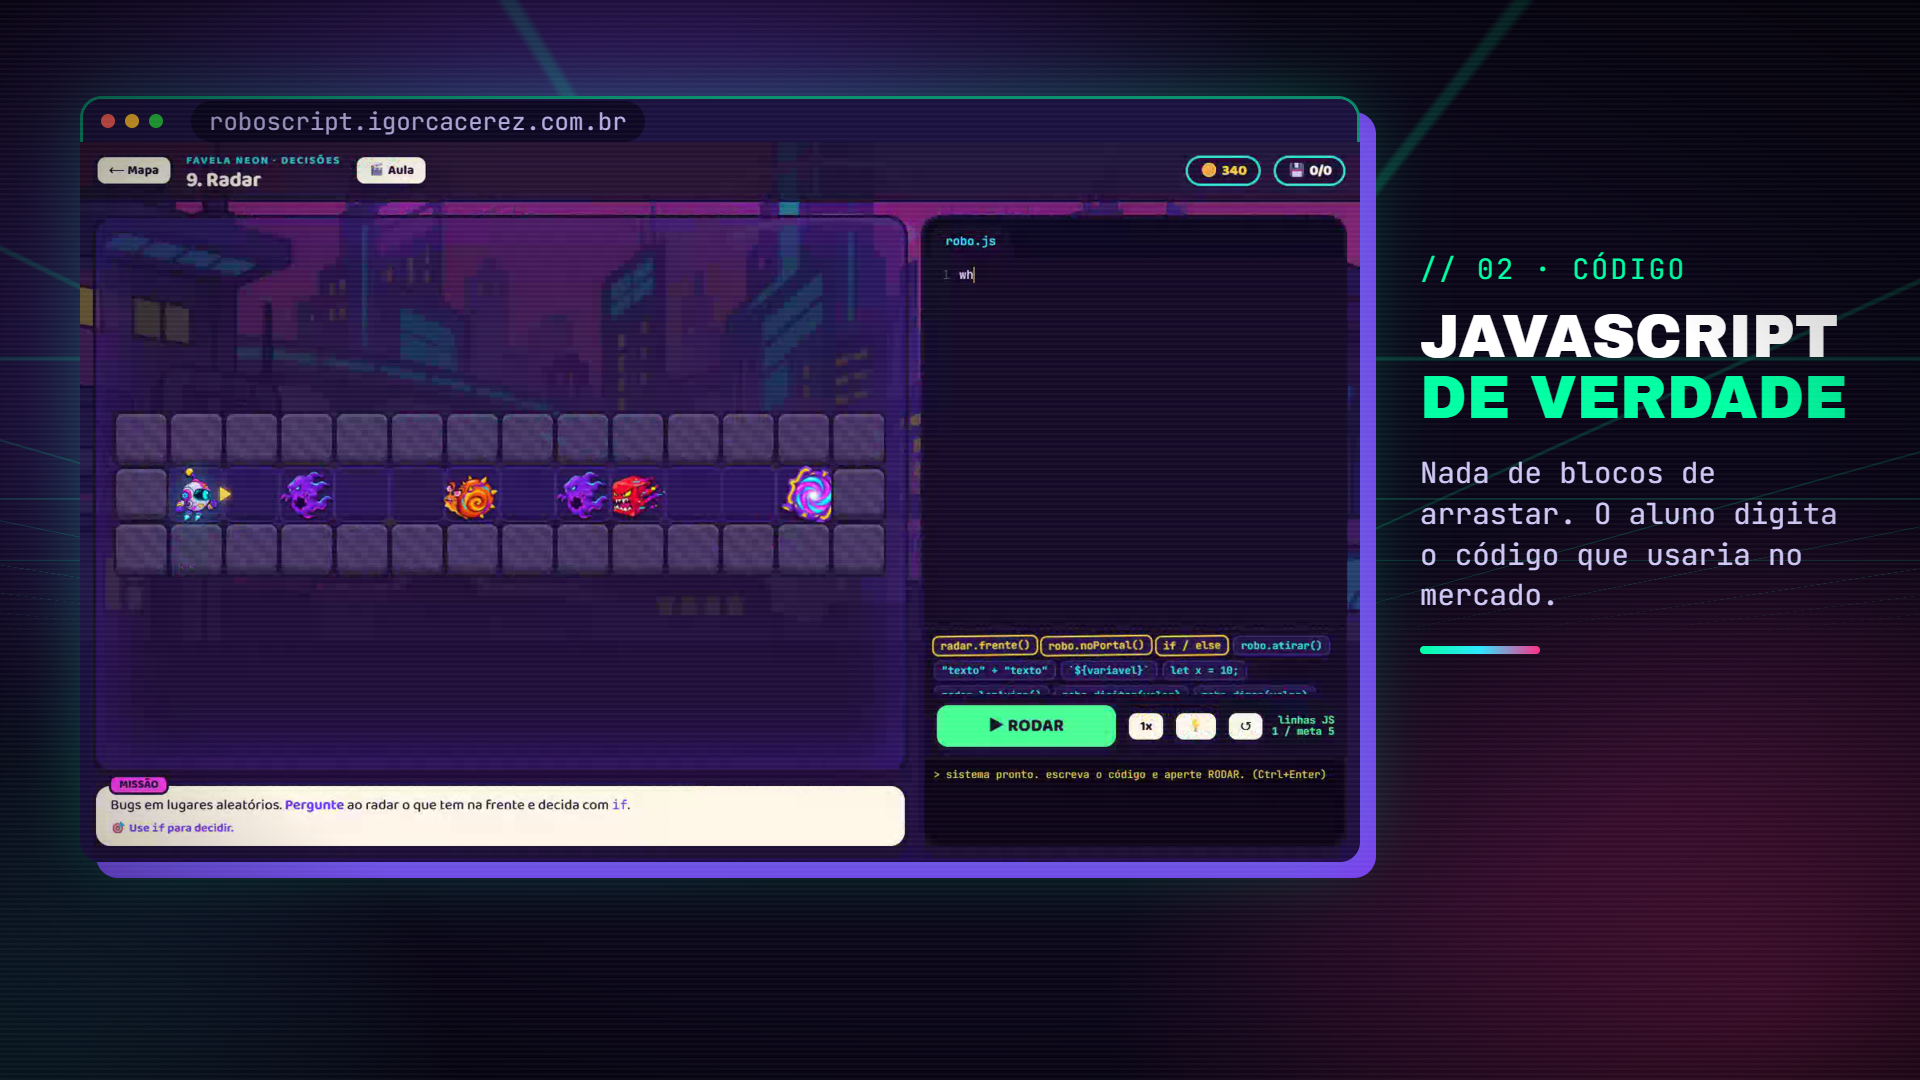 roboscript.igorcacerez.com.br
← Mapa
FAVELA NEON · DECISÕES
9. Radar
🎬 Aula
340
0/0
robo.js
1 wh
radar.frente() robo.noPortal() if / else robo.atirar()
"texto" + "texto" `${variavel}` let x = 10;
▶ RODAR
1x
linhas JS
1 / meta 5
> sistema pronto. escreva o código e aperte RODAR. (Ctrl+Enter)
MISSÃO
Bugs em lugares aleatórios. Pergunte ao radar o que tem na frente e decida com if.
🎯 Use if para decidir.
// 02 · CÓDIGO
JAVASCRIPT
DE VERDADE
Nada de blocos de
arrastar. O aluno digita
o código que usaria no
mercado.